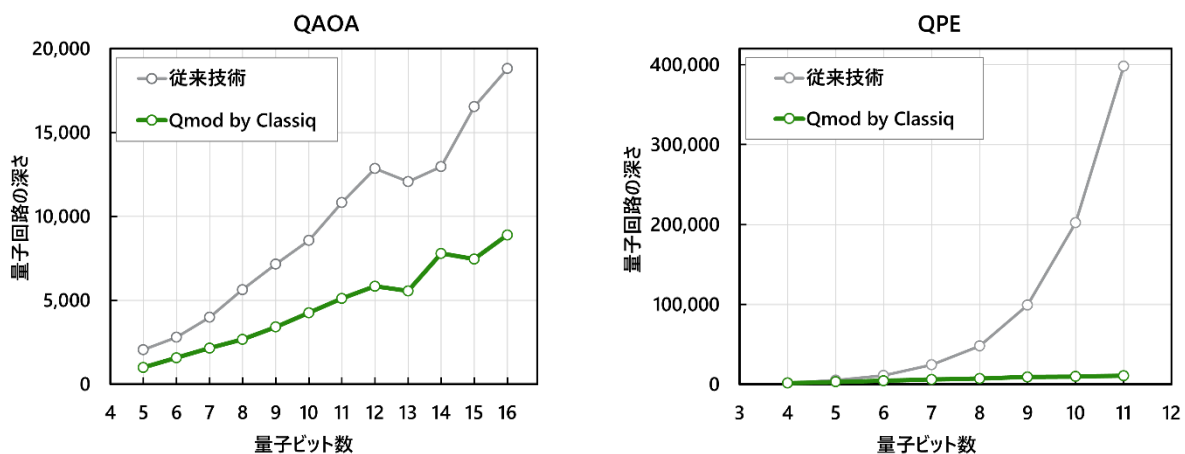 QAOA
20,000
15,000
10,000
5,000
0
量子回路の深さ
従来技術
Qmod by Classiq
4 5 6 7 8 9 10 11 12 13 14 15 16
量子ビット数
QPE
400,000
300,000
200,000
100,000
0
量子回路の深さ
従来技術
Qmod by Classiq
3 4 5 6 7 8 9 10 11 12
量子ビット数